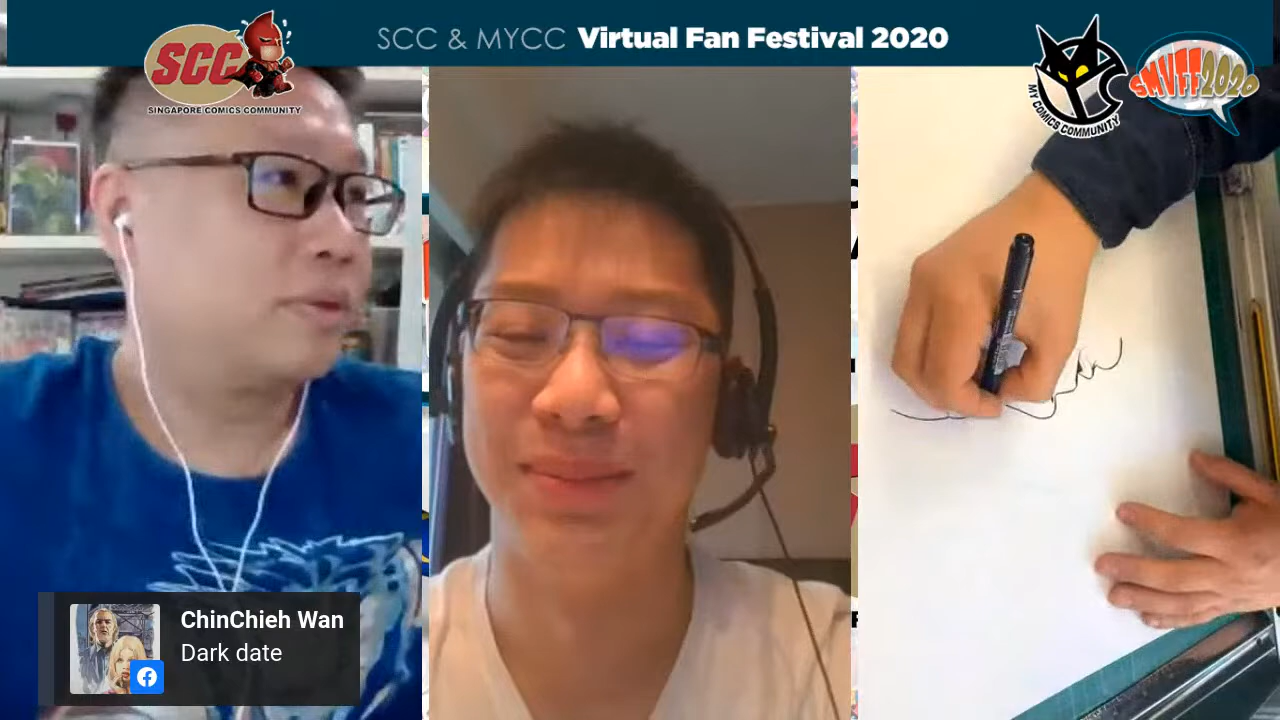 SCC & MYCC Virtual Fan Festival 2020
SCC
SINGAPORE COMICS COMMUNITY
MY COMICS COMMUNITY
SMVFF2020
ChinChieh Wan
Dark date